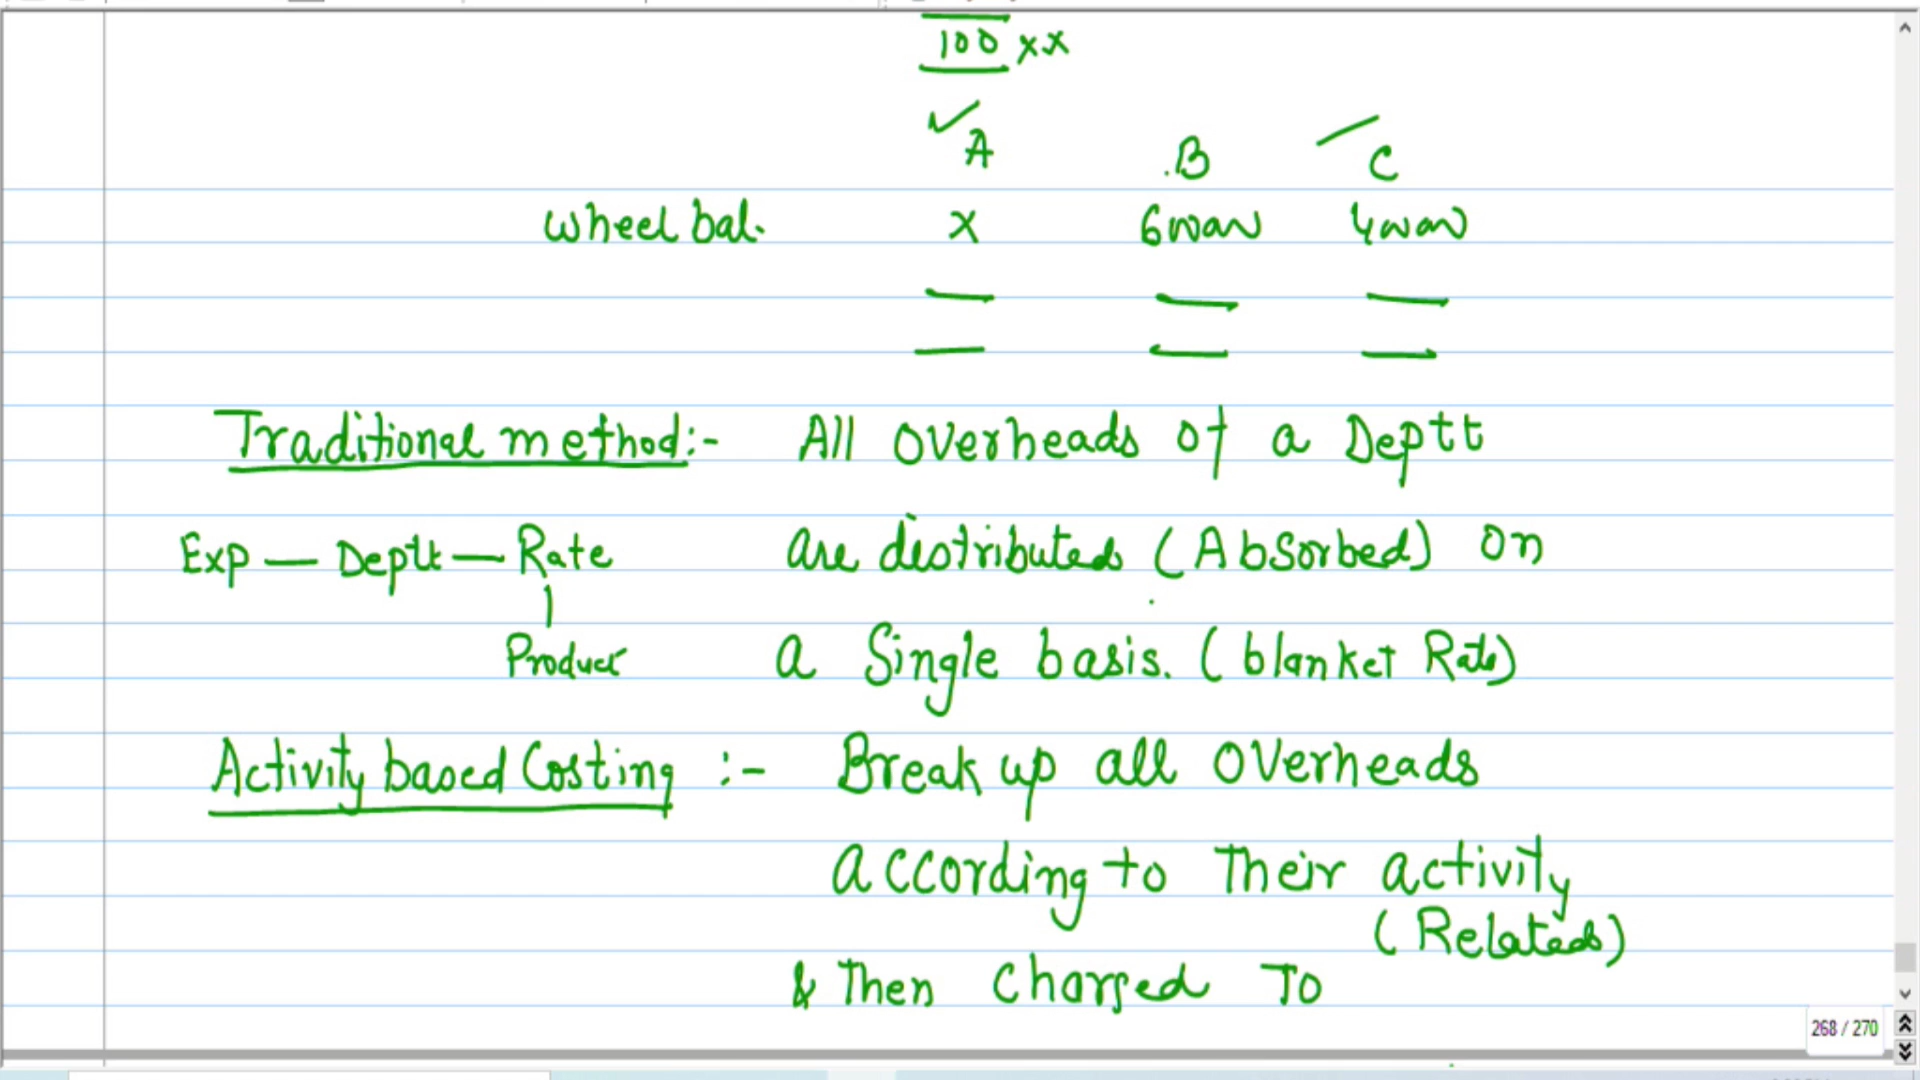 100 xx
A .B C
wheel bal. x 6 4
Traditional method:- All overheads of a Deptt
Exp — Deptt — Rate are distributed (Absorbed) on
Product a Single basis. (blanket Rate)
Activity based Costing :- Break up all overheads
according to Their activity
(Related)
& Then charged To
268 / 270